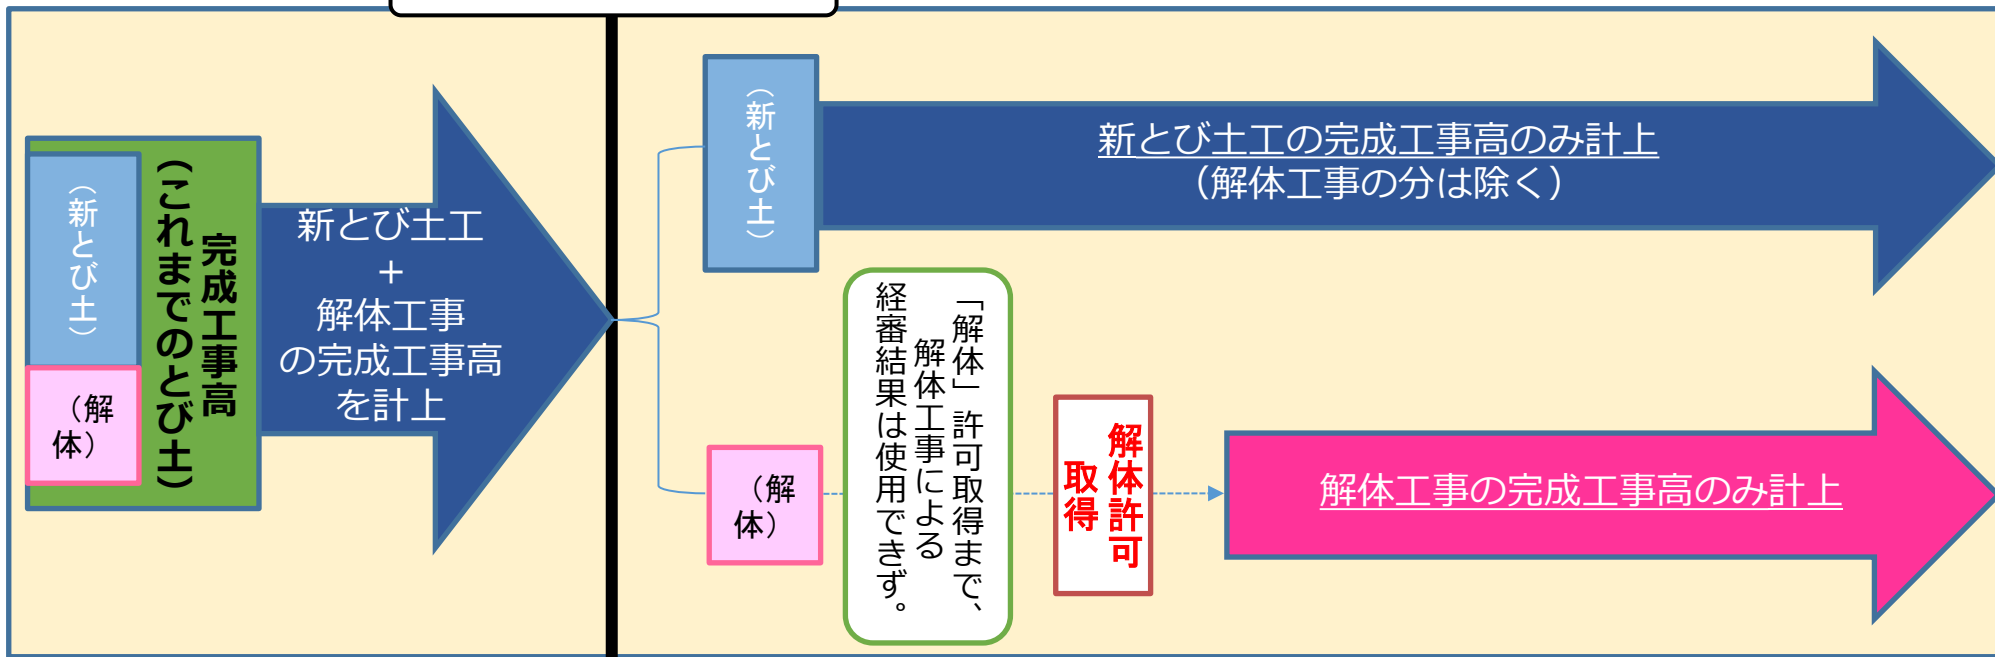 完成工事高
（これまでのとび土）
（新とび土）
（解
体）
新とび土工
＋
解体工事
の完成工事高
を計上
（新とび土）
新とび土工の完成工事高のみ計上
（解体工事の分は除く）
（解
体）
「解体」許可取得まで、
解体工事による
経審結果は使用できず。
解体許可
取得
解体工事の完成工事高のみ計上